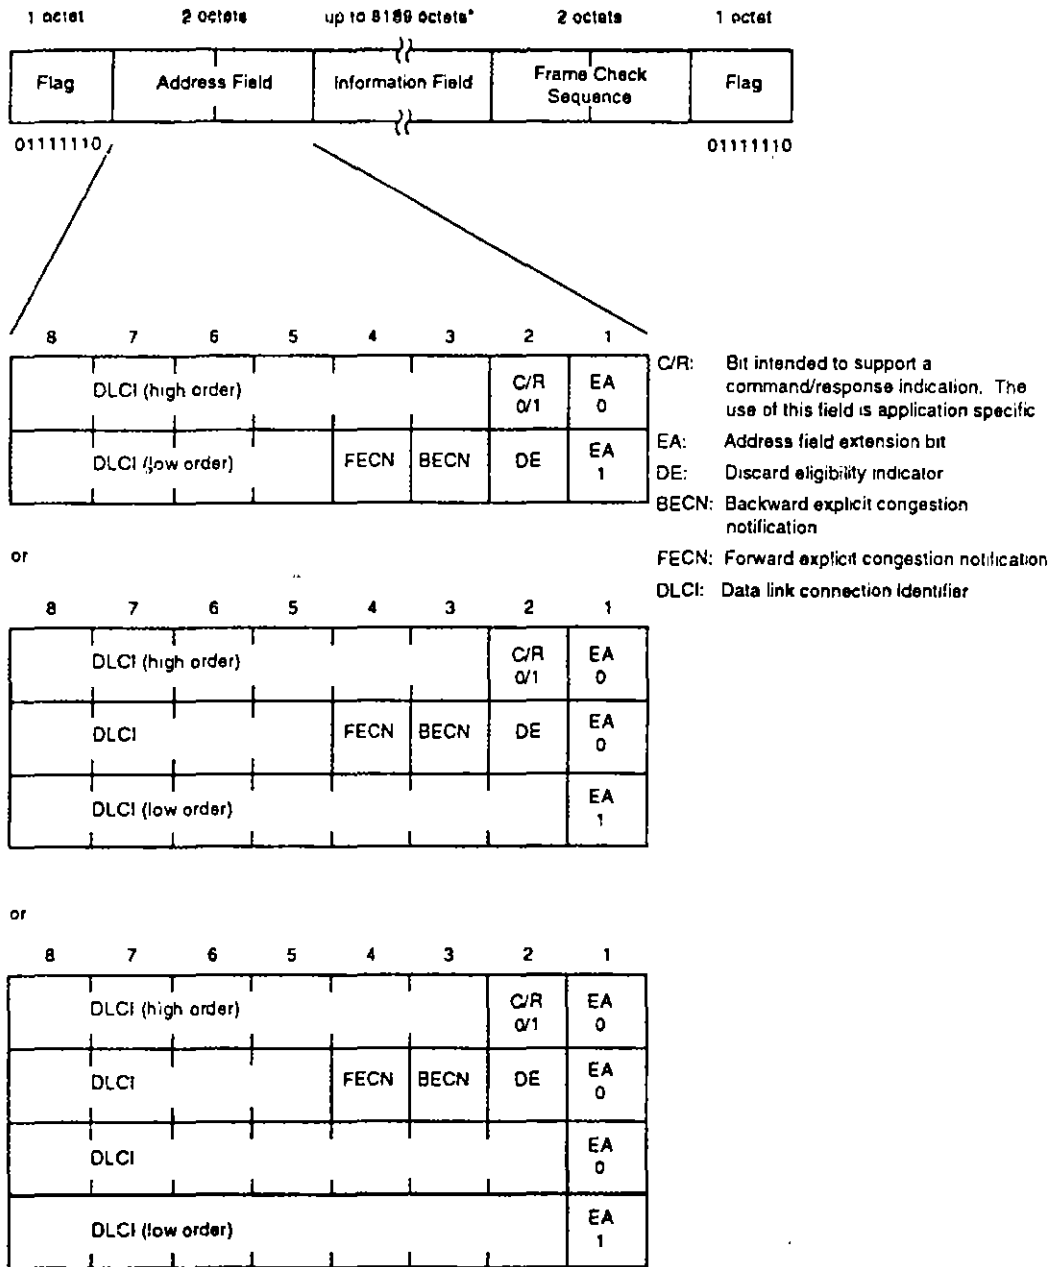 1 octet 2 octets up to 8189 octets* 2 octets 1 octet
Flag Address Field Information Field Frame Check Sequence Flag
01111110 01111110
8 7 6 5 4 3 2 1
DLCI (high order) C/R 0/1 EA 0
DLCI (low order) FECN BECN DE EA 1
C/R: Bit intended to support a
command/response indication. The
use of this field is application specific
EA: Address field extension bit
DE: Discard eligibility indicator
BECN: Backward explicit congestion
notification
FECN: Forward explicit congestion notification
DLCI: Data link connection identifier
or
8 7 6 5 4 3 2 1
DLCI (high order) C/R 0/1 EA 0
DLCI FECN BECN DE EA 0
DLCI (low order) EA 1
or
8 7 6 5 4 3 2 1
DLCI (high order) C/R 0/1 EA 0
DLCI FECN BECN DE EA 0
DLCI EA 0
DLCI (low order) EA 1